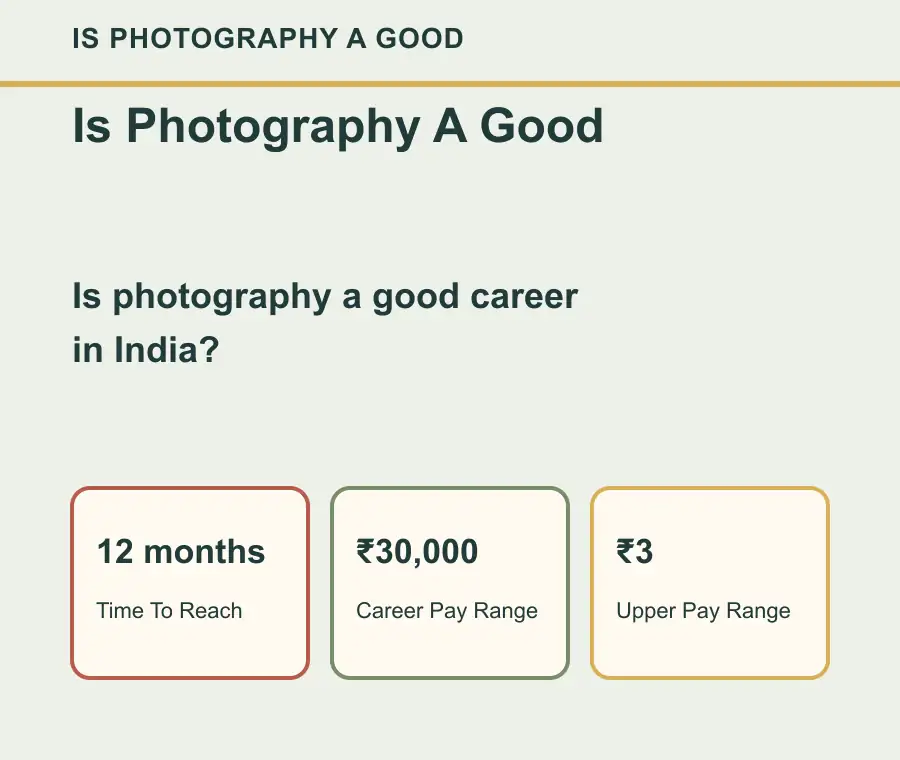 IS PHOTOGRAPHY A GOOD
Is Photography A Good
Is photography a good career
in India?
12 months
Time To Reach
₹30,000
Career Pay Range
₹3
Upper Pay Range